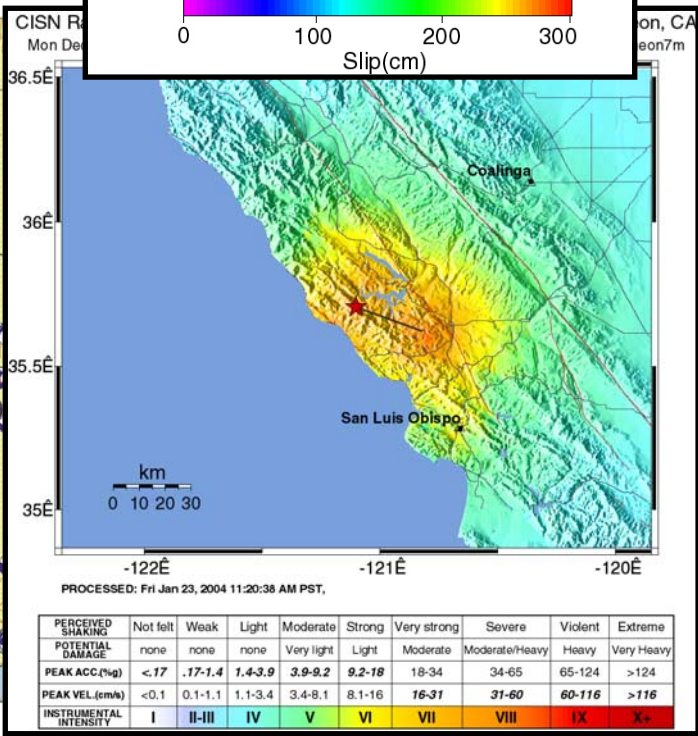 0 100 200 300
Slip(cm)
CISN
Mon
eon, CA
eon7m
36.5Ê
Coalinga
36Ê
35.5Ê
San Luis Obispo
km
0 10 20 30
35Ê
-122Ê -121Ê -120Ê
PROCESSED: Fri Jan 23, 2004 11:20:38 AM PST,
PERCEIVED SHAKING Not felt Weak Light Moderate Strong Very strong Severe Violent Extreme
POTENTIAL DAMAGE none none none Very light Light Moderate Moderate/Heavy Heavy Very Heavy
PEAK ACC.(%g) <.17 .17-1.4 1.4-3.9 3.9-9.2 9.2-18 18-34 34-65 65-124 >124
PEAK VEL.(cm/s) <0.1 0.1-1.1 1.1-3.4 3.4-8.1 8.1-16 16-31 31-60 60-116 >116
INSTRUMENTAL INTENSITY I II-III IV V VI VII VIII IX X+